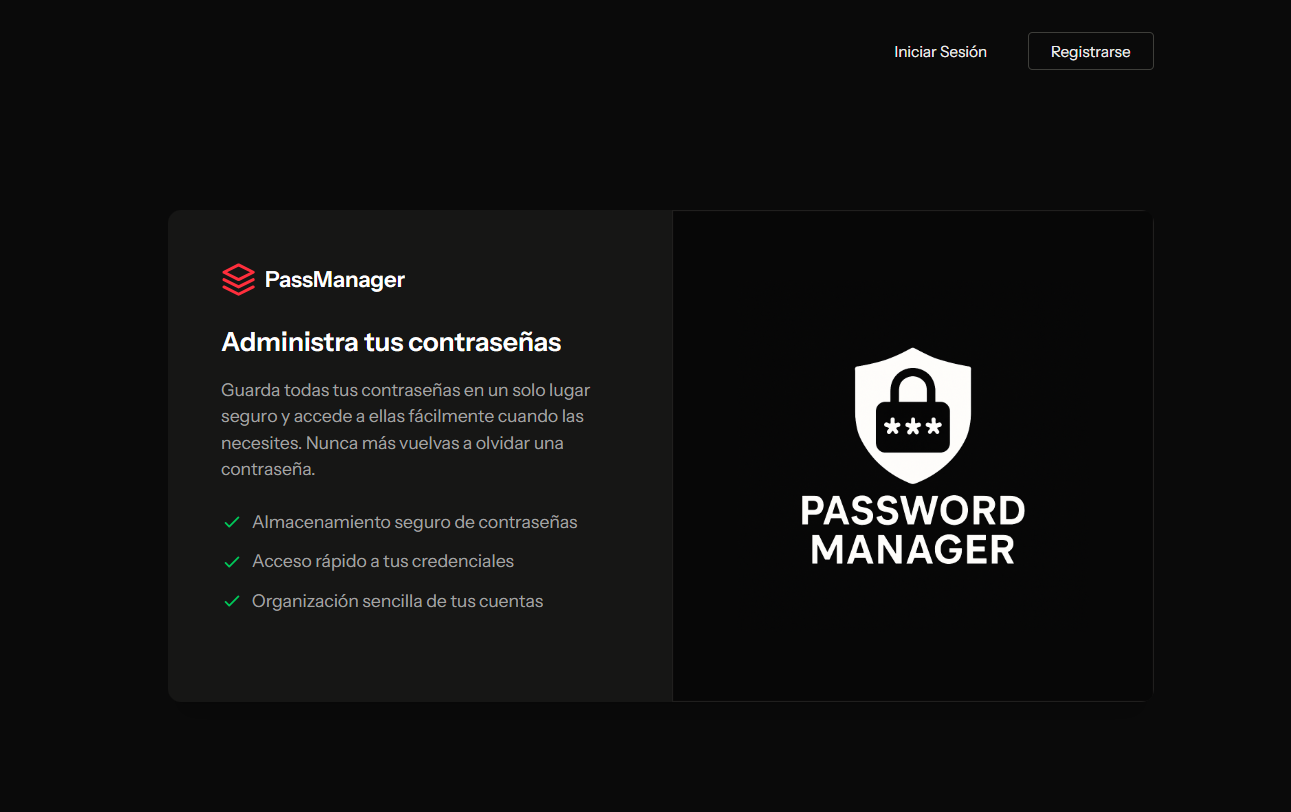 Iniciar Sesión
Registrarse
PassManager
Administra tus contraseñas
Guarda todas tus contraseñas en un solo lugar
seguro y accede a ellas fácilmente cuando las
necesites. Nunca más vuelvas a olvidar una
contraseña.
Almacenamiento seguro de contraseñas
Acceso rápido a tus credenciales
Organización sencilla de tus cuentas
***
PASSWORD
MANAGER